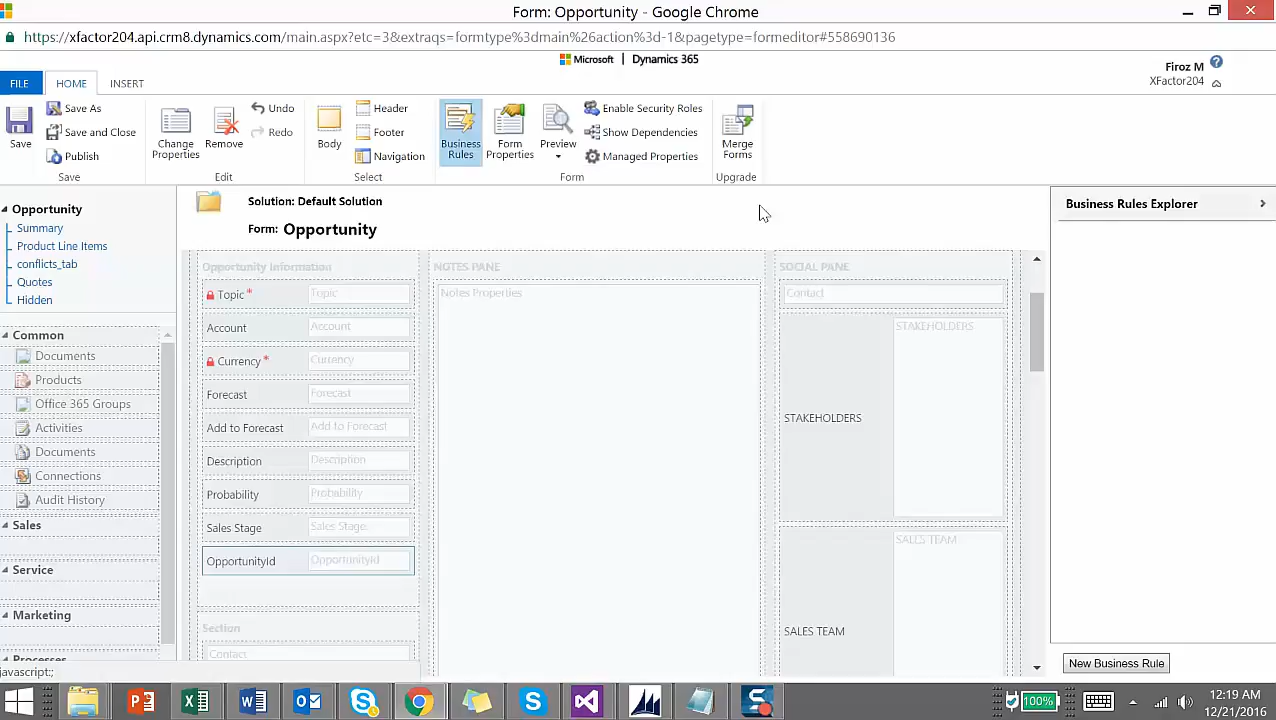 Form: Opportunity - Google Chrome
https://xfactor204.api.crm8.dynamics.com/main.aspx?etc=3&extraqs=formtype%3dmain%26action%3d-1&pagetype=formeditor#558690136
Microsoft | Dynamics 365
Firoz M
XFactor204
FILE HOME INSERT
Save
Save As
Save and Close
Publish
Save
Change Properties
Remove
Undo
Redo
Edit
Body
Header
Footer
Navigation
Select
Business Rules
Form Properties
Preview
Enable Security Roles
Show Dependencies
Managed Properties
Form
Merge Forms
Upgrade
Opportunity
Summary
Product Line Items
conflicts_tab
Quotes
Hidden
Common
Documents
Products
Office 365 Groups
Activities
Documents
Connections
Audit History
Sales
Service
Marketing
Processes
javascript:;
Solution: Default Solution
Form: Opportunity
Opportunity Information
Topic * Topic
Account Account
Currency * Currency
Forecast Forecast
Add to Forecast Add to Forecast
Description Description
Probability Probability
Sales Stage Sales Stage
OpportunityId OpportunityId
Section
Contact
NOTES PANE
Notes Properties
SOCIAL PANE
Contact
STAKEHOLDERS STAKEHOLDERS
SALES TEAM SALES TEAM
Business Rules Explorer
New Business Rule
100%
12:19 AM
12/21/2016